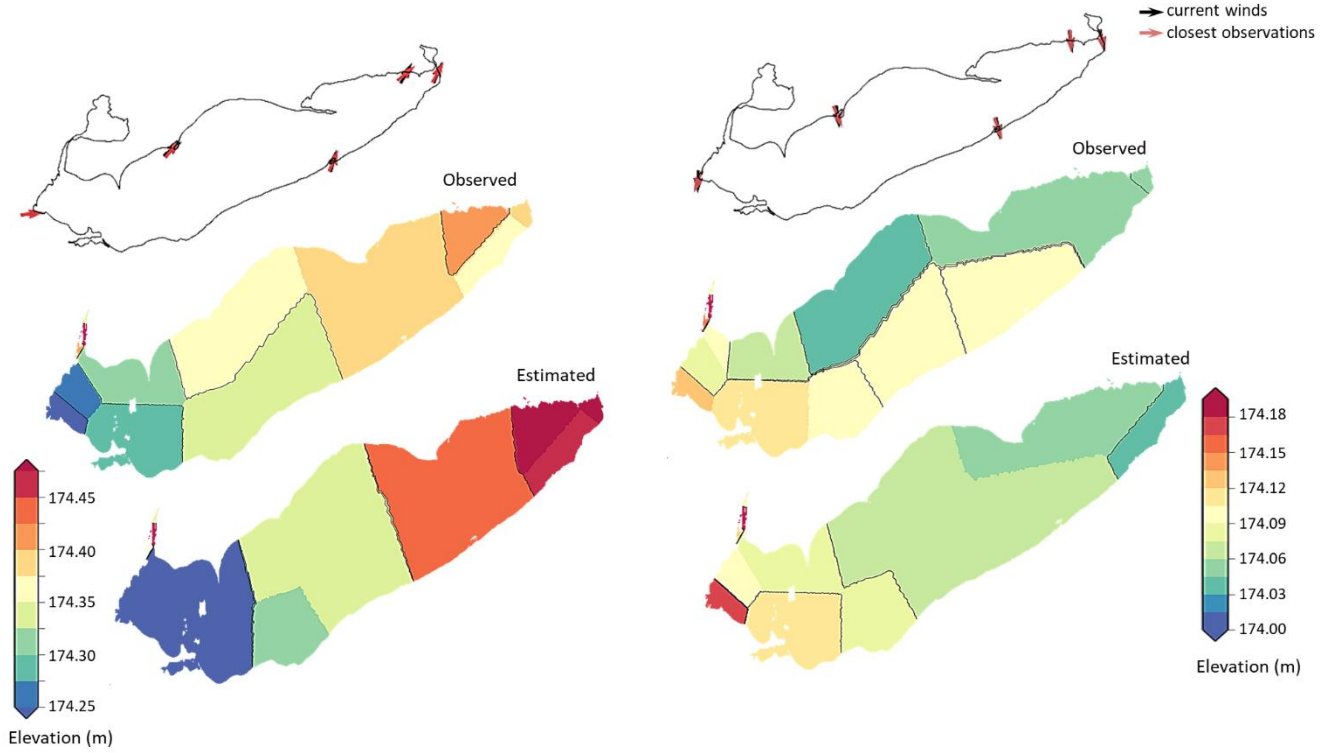 current winds
closest observations
Observed
Observed
Estimated
Estimated
174.45
174.40
174.35
174.30
174.25
Elevation (m)
174.18
174.15
174.12
174.09
174.06
174.03
174.00
Elevation (m)